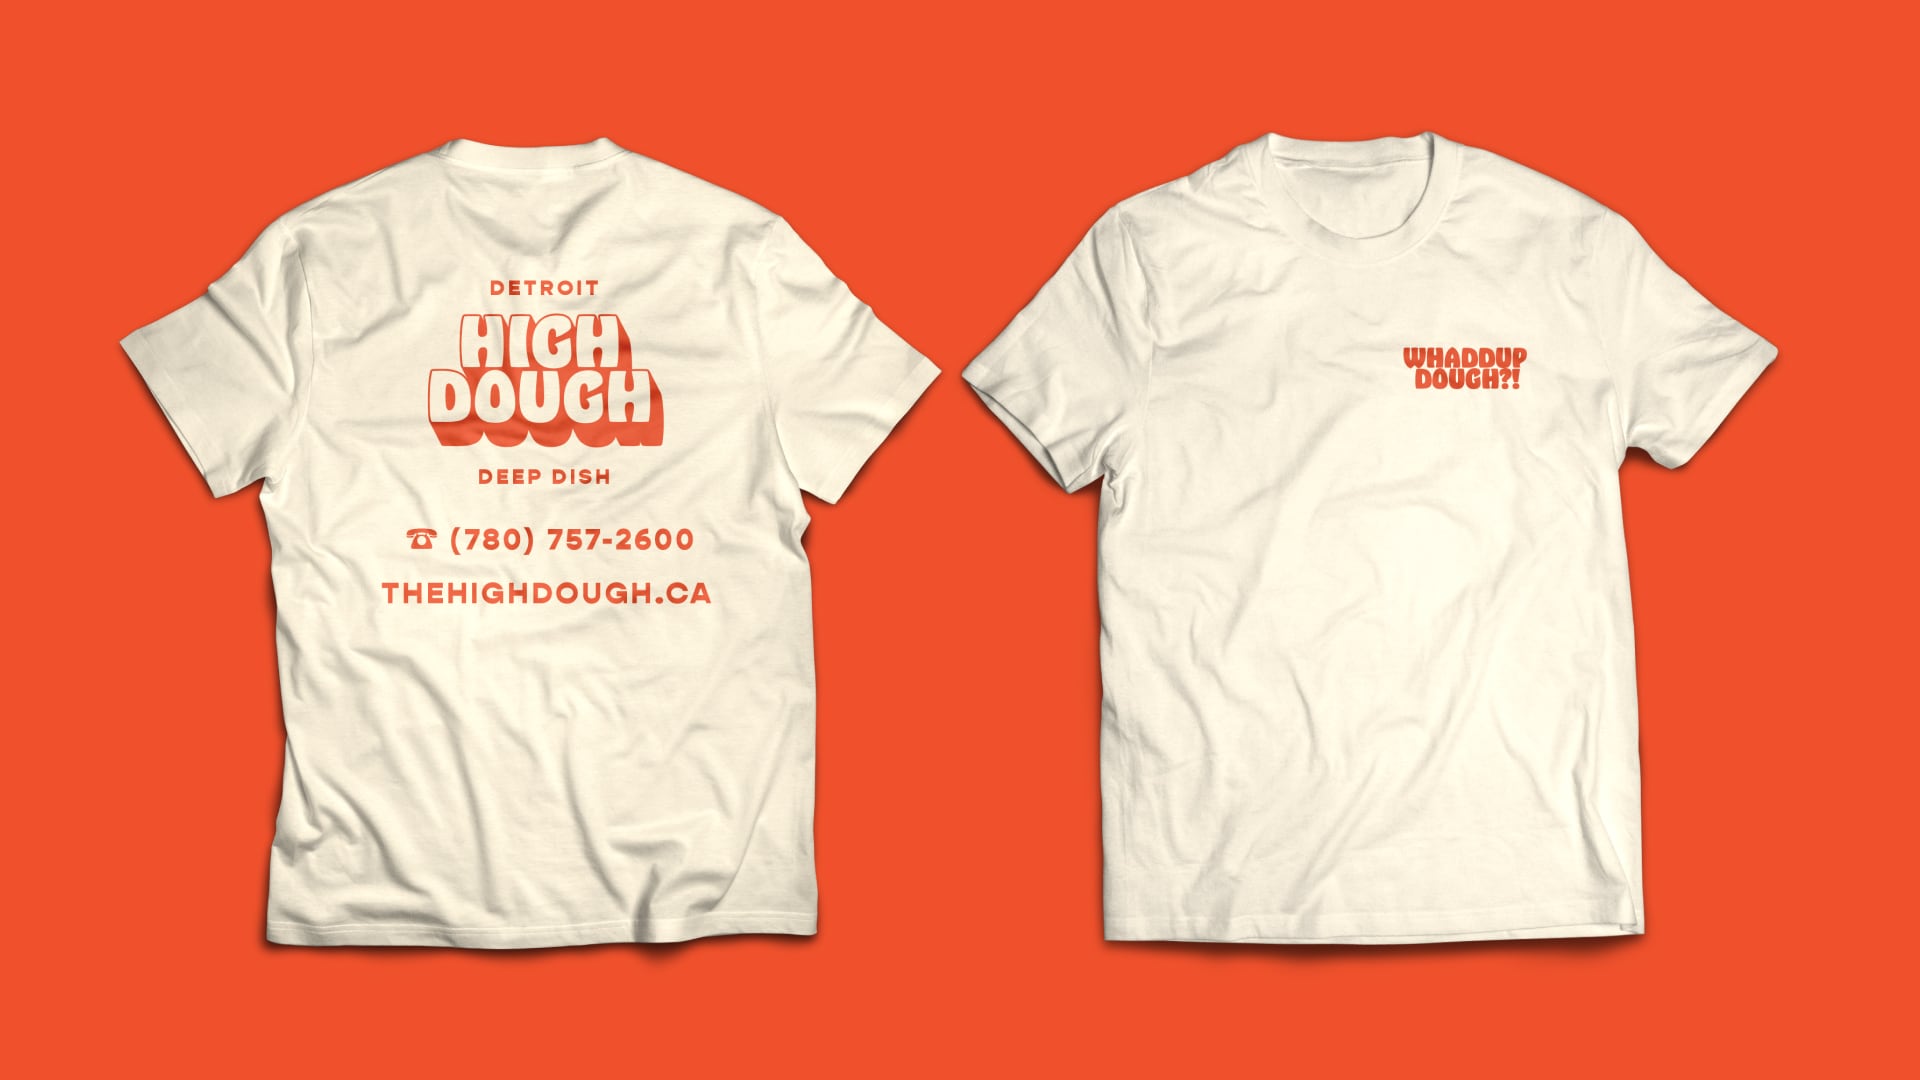 DETROIT
HIGH
DOUGH
DEEP DISH
☎ (780) 757-2600
THEHIGHDOUGH.CA
WHADDUP
DOUGH?!